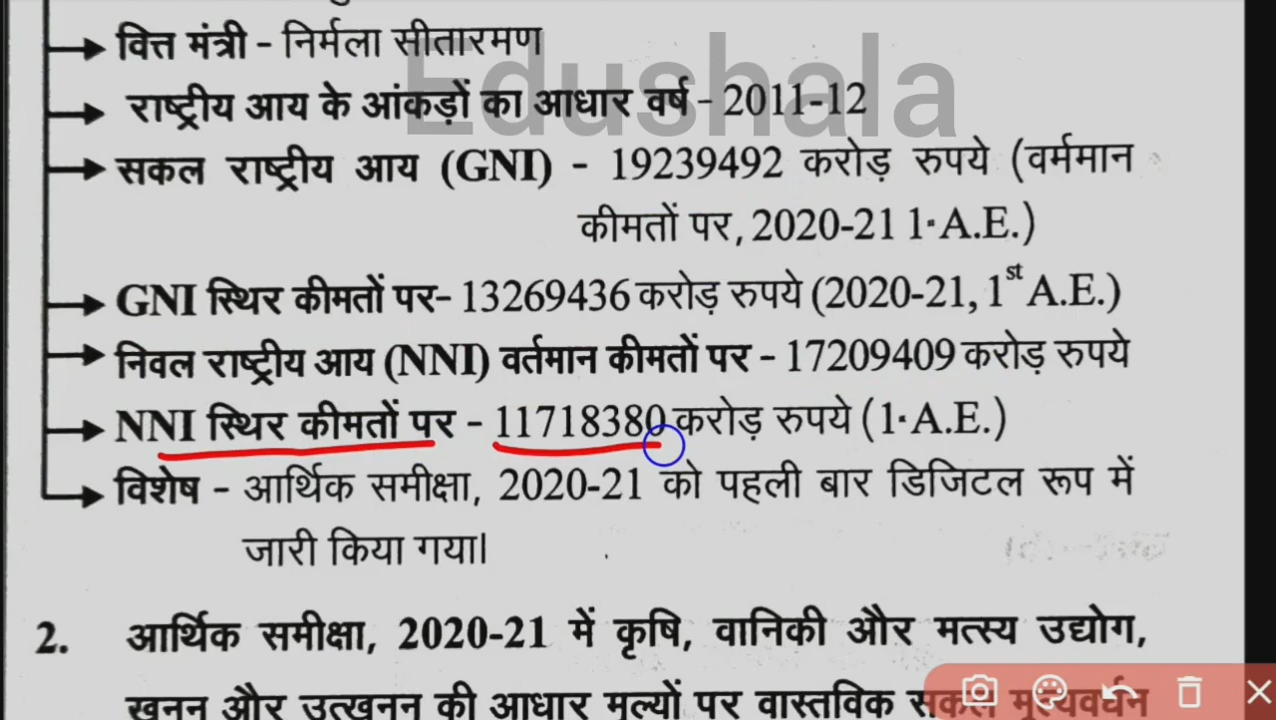 वित्त मंत्री - निर्मला सीतारमण
Edushala
राष्ट्रीय आय के आंकड़ों का आधार वर्ष - 2011-12
सकल राष्ट्रीय आय (GNI) - 19239492 करोड़ रुपये (वर्ममान
कीमतों पर, 2020-21 1·A.E.)
GNI स्थिर कीमतों पर- 13269436 करोड़ रुपये (2020-21, 1st A.E.)
निवल राष्ट्रीय आय (NNI) वर्तमान कीमतों पर - 17209409 करोड़ रुपये
NNI स्थिर कीमतों पर - 11718380 करोड़ रुपये (1·A.E.)
विशेष - आर्थिक समीक्षा, 2020-21 को पहली बार डिजिटल रूप में
जारी किया गया।
2. आर्थिक समीक्षा, 2020-21 में कृषि, वानिकी और मत्स्य उद्योग,
खनन और उत्खनन की आधार मूल्यों पर वास्तविक सकल मूल्यवर्धन